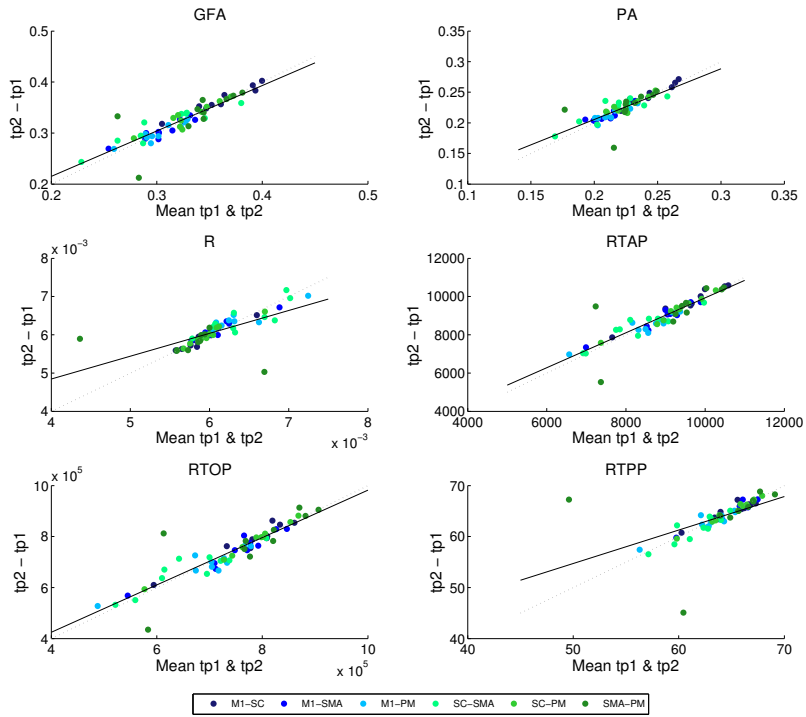 GFA
0.5
0.4
0.3
0.2
tp2 − tp1
0.2 0.3 0.4 0.5
Mean tp1 & tp2
PA
0.35
0.3
0.25
0.2
0.15
0.1
tp2 − tp1
0.1 0.15 0.2 0.25 0.3 0.35
Mean tp1 & tp2
R
x 10⁻³
8
7
6
5
4
tp2 − tp1
4 5 6 7 8
x 10⁻³
Mean tp1 & tp2
RTAP
12000
10000
8000
6000
4000
tp2 − tp1
4000 6000 8000 10000 12000
Mean tp1 & tp2
RTOP
x 10⁵
10
8
6
4
tp2 − tp1
4 6 8 10
x 10⁵
Mean tp1 & tp2
RTPP
70
60
50
40
tp2 − tp1
40 50 60 70
Mean tp1 & tp2
M1−SC M1−SMA M1−PM SC−SMA SC−PM SMA−PM